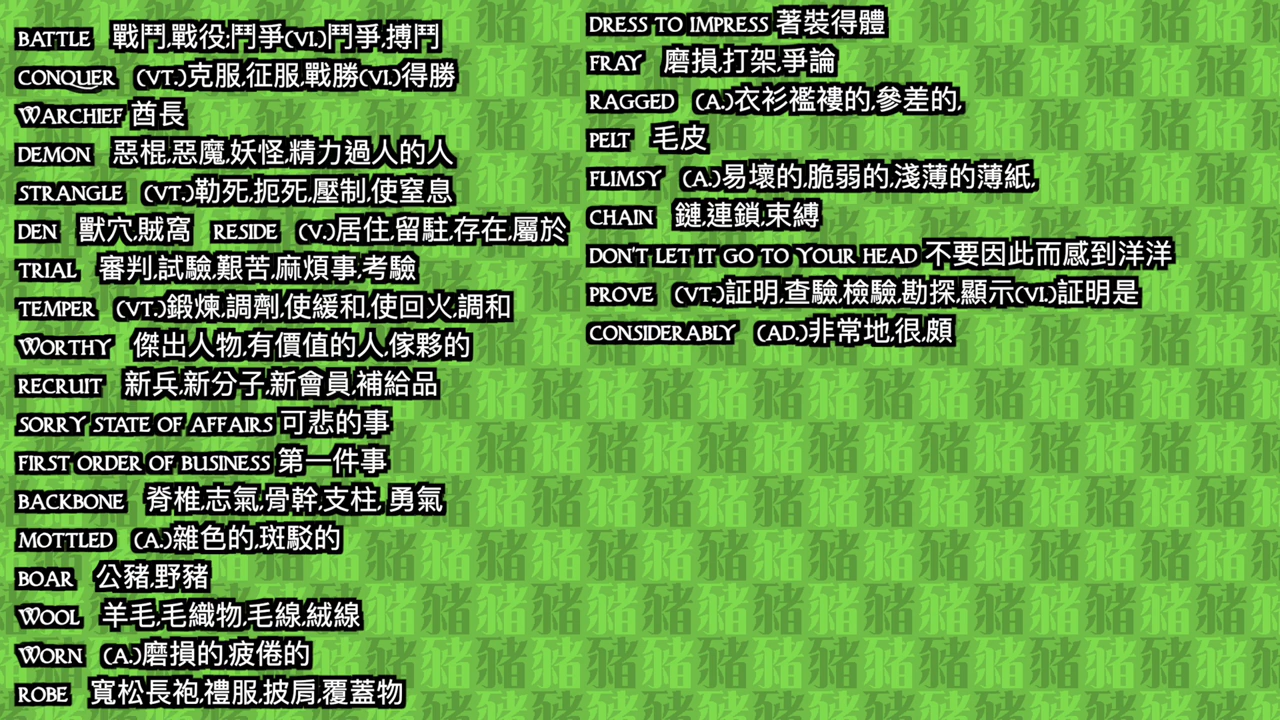 BATTLE 戰鬥,戰役;鬥爭(VI.)鬥爭,搏鬥
CONQUER (VT.)克服,征服,戰勝(VI.)得勝
WARCHIEF 酋長
DEMON 惡棍,惡魔,妖怪,精力過人的人
STRANGLE (VT.)勒死,扼死,壓制,使窒息
DEN 獸穴,賊窩 RESIDE (V.)居住,留駐,存在,屬於
TRIAL 審判,試驗,艱苦,麻煩事,考驗
TEMPER (VT.)鍛煉,調劑,使緩和,使回火,調和
WORTHY 傑出人物,有價值的人,傢夥的
RECRUIT 新兵,新分子,新會員,補給品
SORRY STATE OF AFFAIRS 可悲的事
FIRST ORDER OF BUSINESS 第一件事
BACKBONE 脊椎,志氣,骨幹,支柱, 勇氣
MOTTLED (A.)雜色的,斑駁的
BOAR 公豬,野豬
WOOL 羊毛,毛織物,毛線,絨線
WORN (A.)磨損的,疲倦的
ROBE 寬松長袍,禮服,披肩,覆蓋物
DRESS TO IMPRESS 著裝得體
FRAY 磨損,打架,爭論
RAGGED (A.)衣衫襤褸的,參差的,
PELT 毛皮
FLIMSY (A.)易壞的,脆弱的,淺薄的薄紙,
CHAIN 鏈,連鎖,束縛
DON'T LET IT GO TO YOUR HEAD 不要因此而感到洋洋
PROVE (VT.)証明,查驗,檢驗,勘探,顯示(VI.)証明是
CONSIDERABLY (AD.)非常地,很,頗